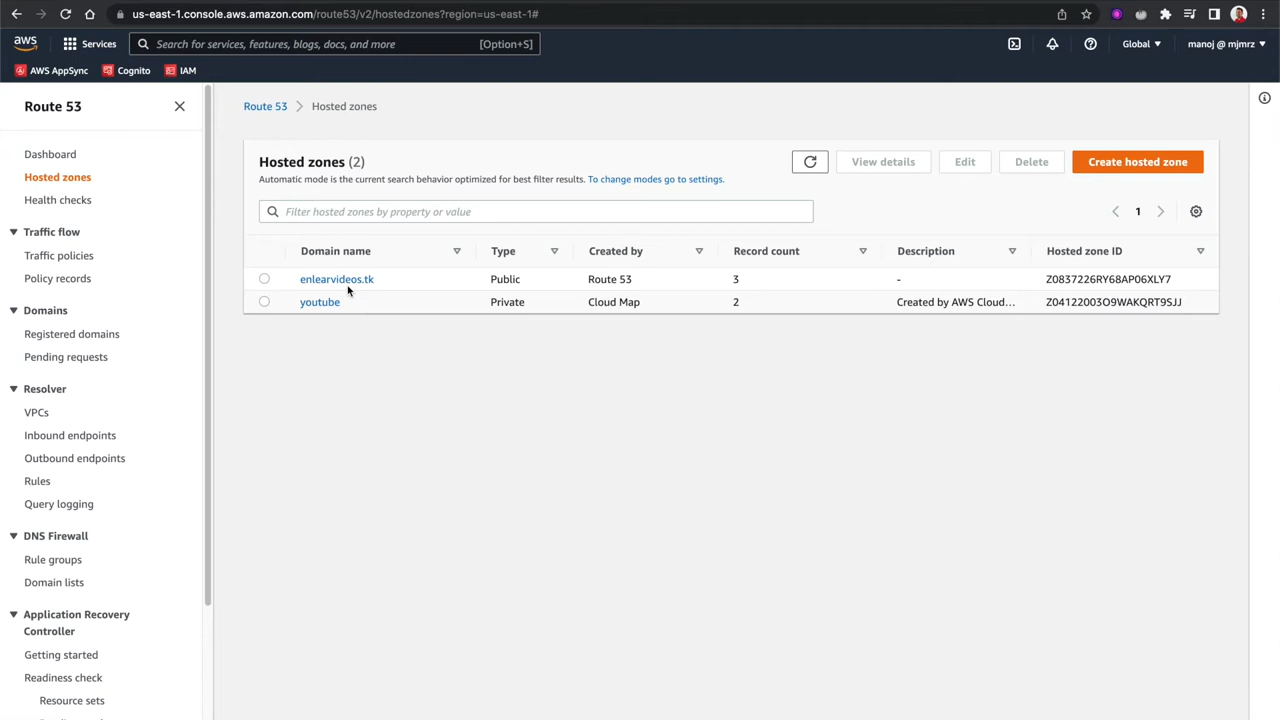 us-east-1.console.aws.amazon.com/route53/v2/hostedzones?region=us-east-1#
aws Services Search for services, features, blogs, docs, and more [Option+S] Global manoj @ mjmrz
AWS AppSync Cognito IAM
Route 53
Dashboard
Hosted zones
Health checks
Traffic flow
Traffic policies
Policy records
Domains
Registered domains
Pending requests
Resolver
VPCs
Inbound endpoints
Outbound endpoints
Rules
Query logging
DNS Firewall
Rule groups
Domain lists
Application Recovery
Controller
Getting started
Readiness check
Resource sets
Route 53 Hosted zones
Hosted zones (2)
View details Edit Delete Create hosted zone
Automatic mode is the current search behavior optimized for best filter results. To change modes go to settings.
Filter hosted zones by property or value
1
Domain name Type Created by Record count Description Hosted zone ID
enlearvideos.tk Public Route 53 3 - Z0837226RY68AP06XLY7
youtube Private Cloud Map 2 Created by AWS Cloud... Z04122003O9WAKQRT9SJJ